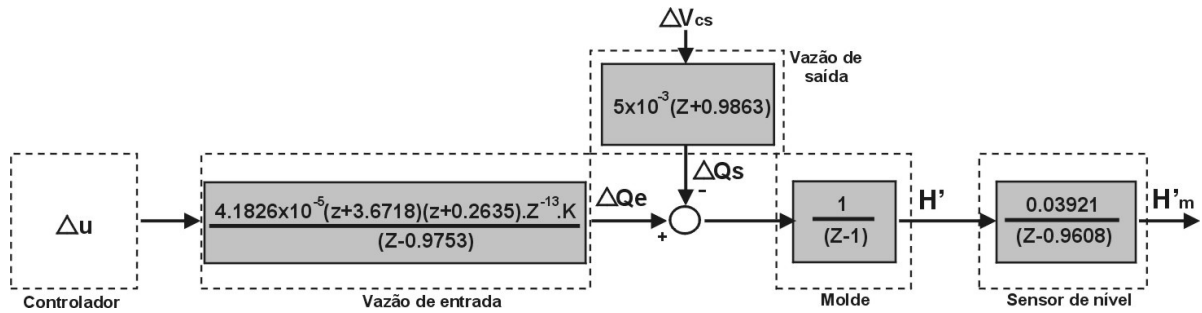 △Vcs
Vazão de saída
5x10⁻³(Z+0.9863)
△Qs
-
△u
4.1826x10⁻⁵(z+3.6718)(z+0.2635).Z⁻¹³.K
(Z-0.9753)
△Qe
+
1
(Z-1)
H'
0.03921
(Z-0.9608)
H'm
Controlador
Vazão de entrada
Molde
Sensor de nível